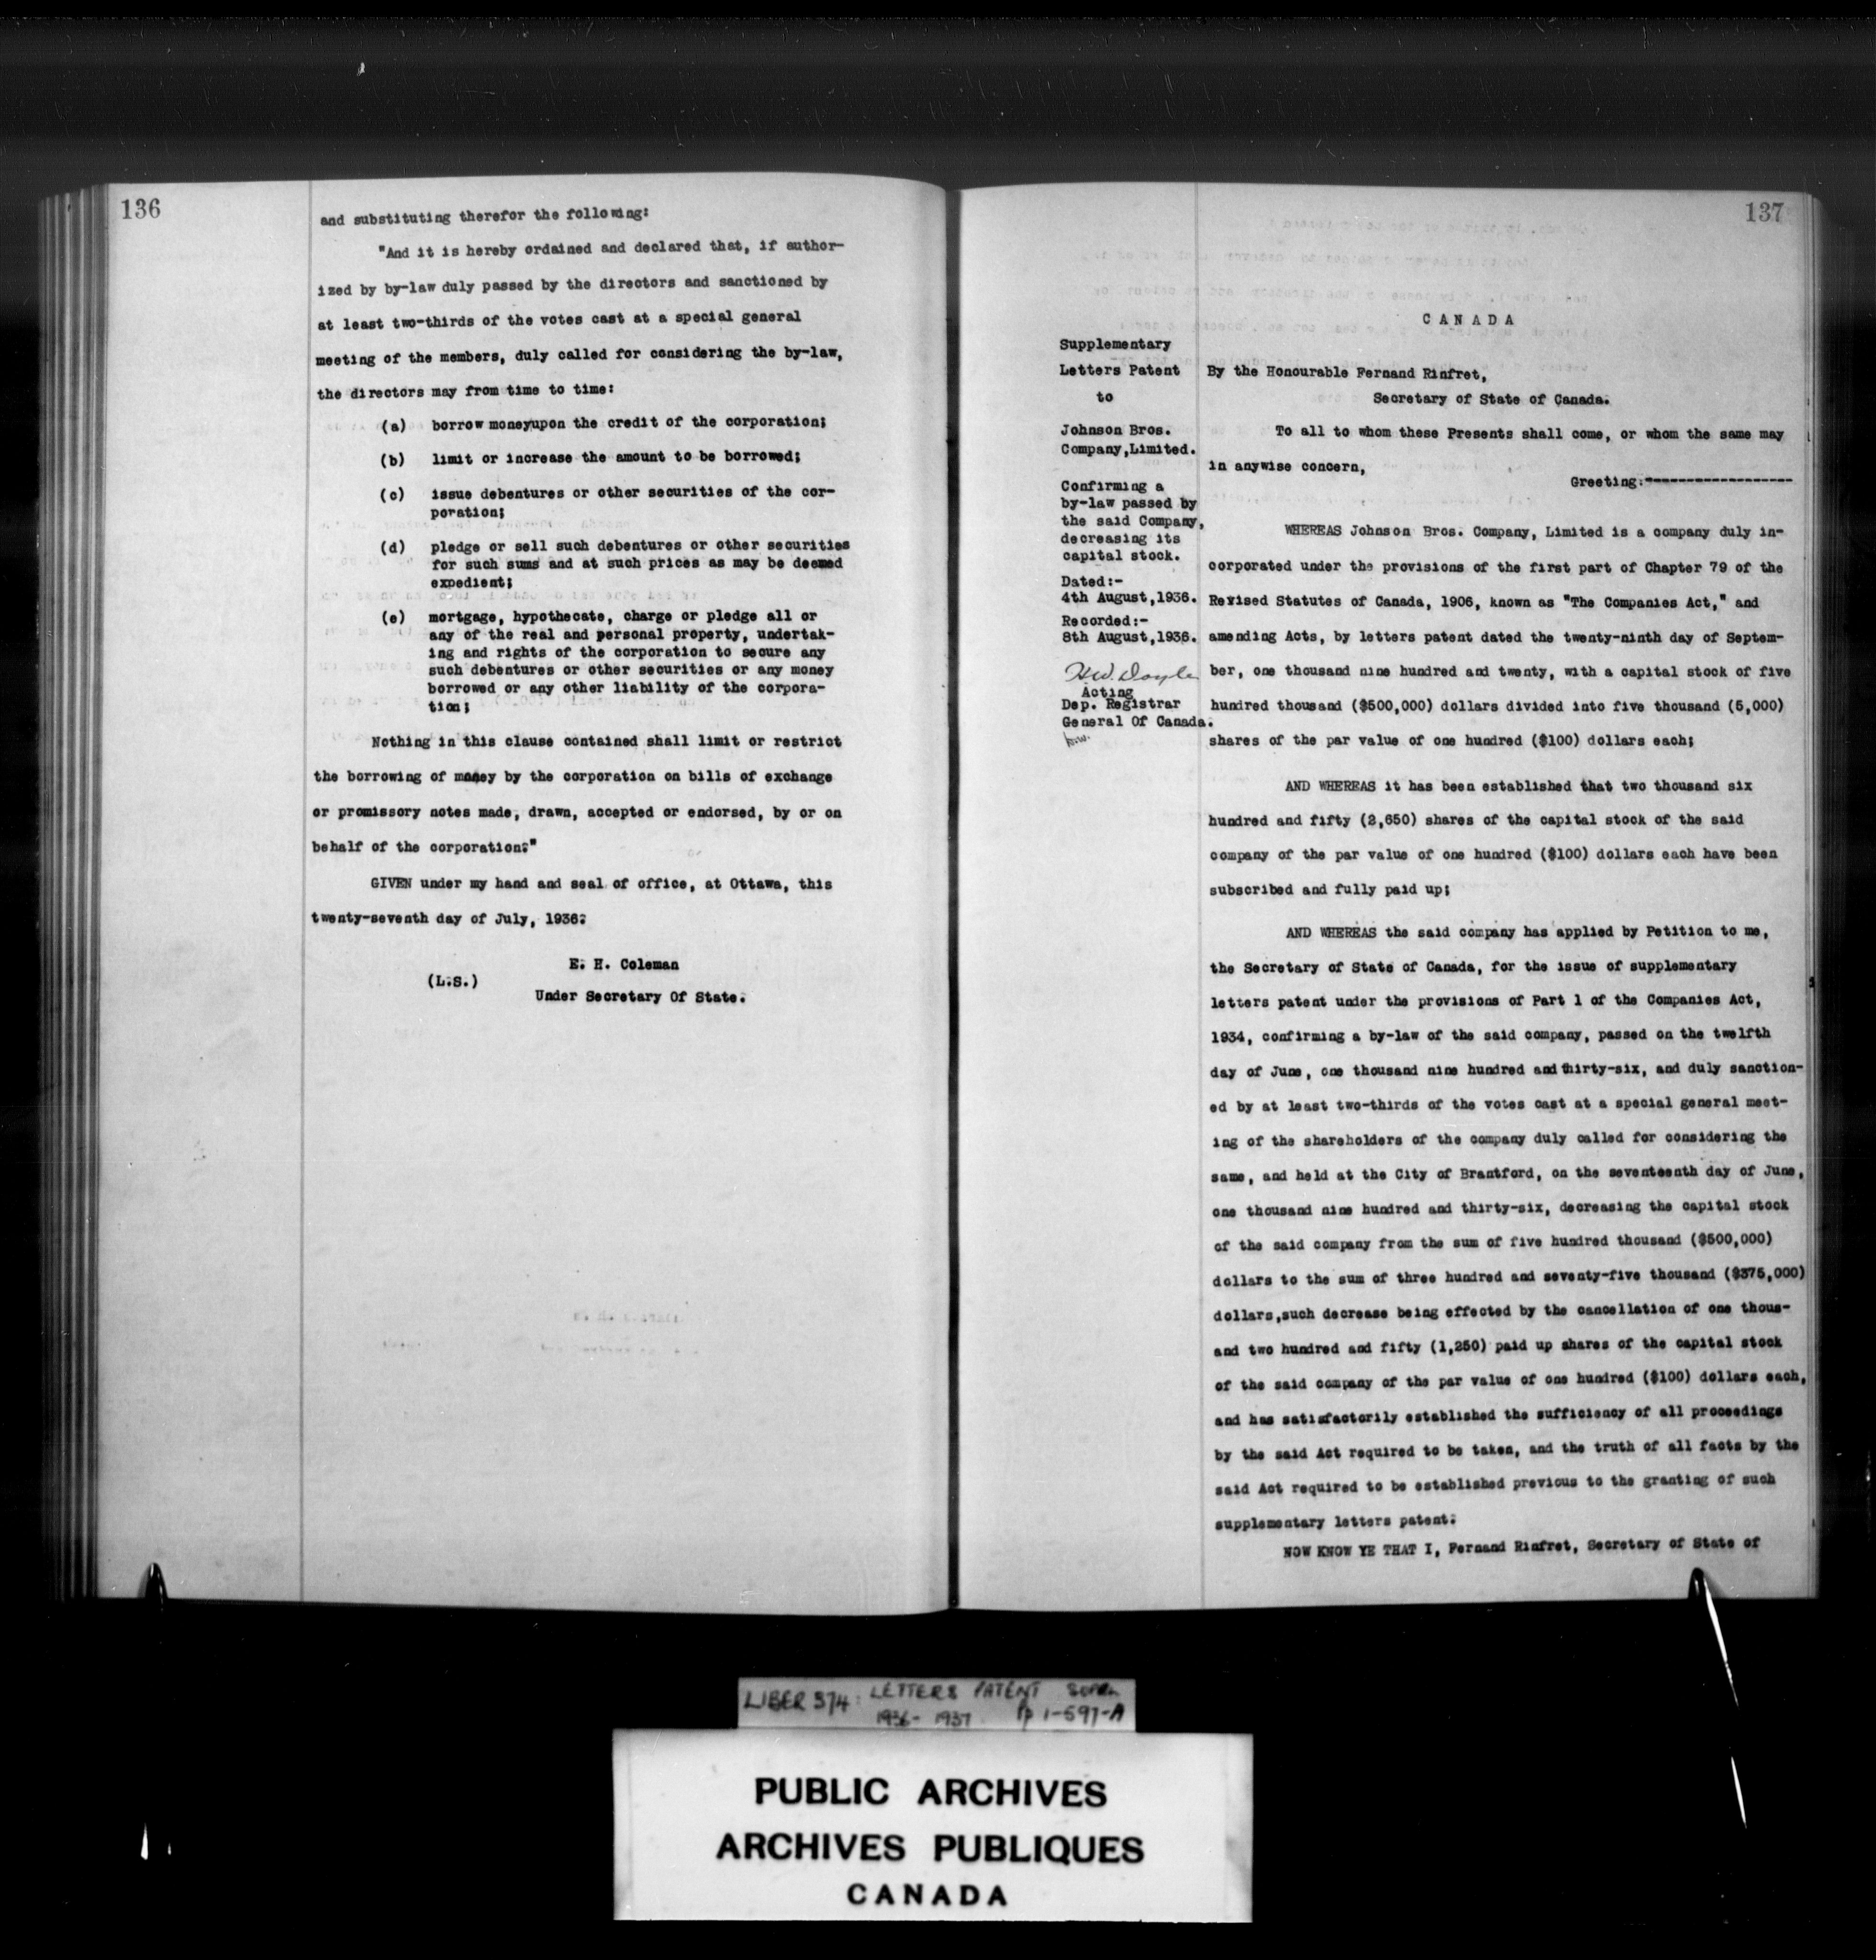 136
and substituting therefor the following:
"And it is hereby ordained and declared that, if author-
ized by by-law duly passed by the directors and sanctioned by
at least two-thirds of the votes cast at a special general
meeting of the members, duly called for considering the by-law,
the directors may from time to time:
(a) borrow moneyupon the credit of the corporation;
(b) limit or increase the amount to be borrowed;
(c) issue debentures or other securities of the cor-
poration;
(d) pledge or sell such debentures or other securities
for such sums and at such prices as may be deemed
expedient;
(e) mortgage, hypothecate, charge or pledge all or
any of the real and personal property, undertak-
ing and rights of the corporation to secure any
such debentures or other securities or any money
borrowed or any other liability of the corpora-
tion;
Nothing in this clause contained shall limit or restrict
the borrowing of money by the corporation on bills of exchange
or promissory notes made, drawn, accepted or endorsed, by or on
behalf of the corporation."
GIVEN under my hand and seal of office, at Ottawa, this
twenty-seventh day of July, 1936.
E. H. Coleman
(L.S.)
Under Secretary Of State.
137
CANADA
Supplementary
Letters Patent
to
Johnson Bros.
Company,Limited.
Confirming a
by-law passed by
the said Company,
decreasing its
capital stock.
Dated:-
4th August,1936.
Recorded:-
8th August,1936.
H.W. Doyle
Acting
Dep. Registrar
General Of Canada.
By the Honourable Fernand Rinfret,
Secretary of State of Canada.
To all to whom these Presents shall come, or whom the same may
in anywise concern,
Greeting:------------------
WHEREAS Johnson Bros. Company, Limited is a company duly in-
corporated under the provisions of the first part of Chapter 79 of the
Revised Statutes of Canada, 1906, known as "The Companies Act," and
amending Acts, by letters patent dated the twenty-ninth day of Septem-
ber, one thousand nine hundred and twenty, with a capital stock of five
hundred thousand ($500,000) dollars divided into five thousand (5,000)
shares of the par value of one hundred ($100) dollars each;
AND WHEREAS it has been established that two thousand six
hundred and fifty (2,650) shares of the capital stock of the said
company of the par value of one hundred ($100) dollars each have been
subscribed and fully paid up;
AND WHEREAS the said company has applied by Petition to me,
the Secretary of State of Canada, for the issue of supplementary
letters patent under the provisions of Part 1 of the Companies Act,
1934, confirming a by-law of the said company, passed on the twelfth
day of June, one thousand nine hundred and thirty-six, and duly sanction-
ed by at least two-thirds of the votes cast at a special general meet-
ing of the shareholders of the company duly called for considering the
same, and held at the City of Brantford, on the seventeenth day of June,
one thousand nine hundred and thirty-six, decreasing the capital stock
of the said company from the sum of five hundred thousand ($500,000)
dollars to the sum of three hundred and seventy-five thousand ($375,000)
dollars,such decrease being effected by the cancellation of one thous-
and two hundred and fifty (1,250) paid up shares of the capital stock
of the said company of the par value of one hundred ($100) dollars each,
and has satisfactorily established the sufficiency of all proceedings
by the said Act required to be taken, and the truth of all facts by the
said Act required to be established previous to the granting of such
supplementary letters patent.
NOW KNOW YE THAT I, Fernand Rinfret, Secretary of State of
LIBER 374: LETTERS PATENT
1936-1937 pp 1-597-A
PUBLIC ARCHIVES
ARCHIVES PUBLIQUES
CANADA